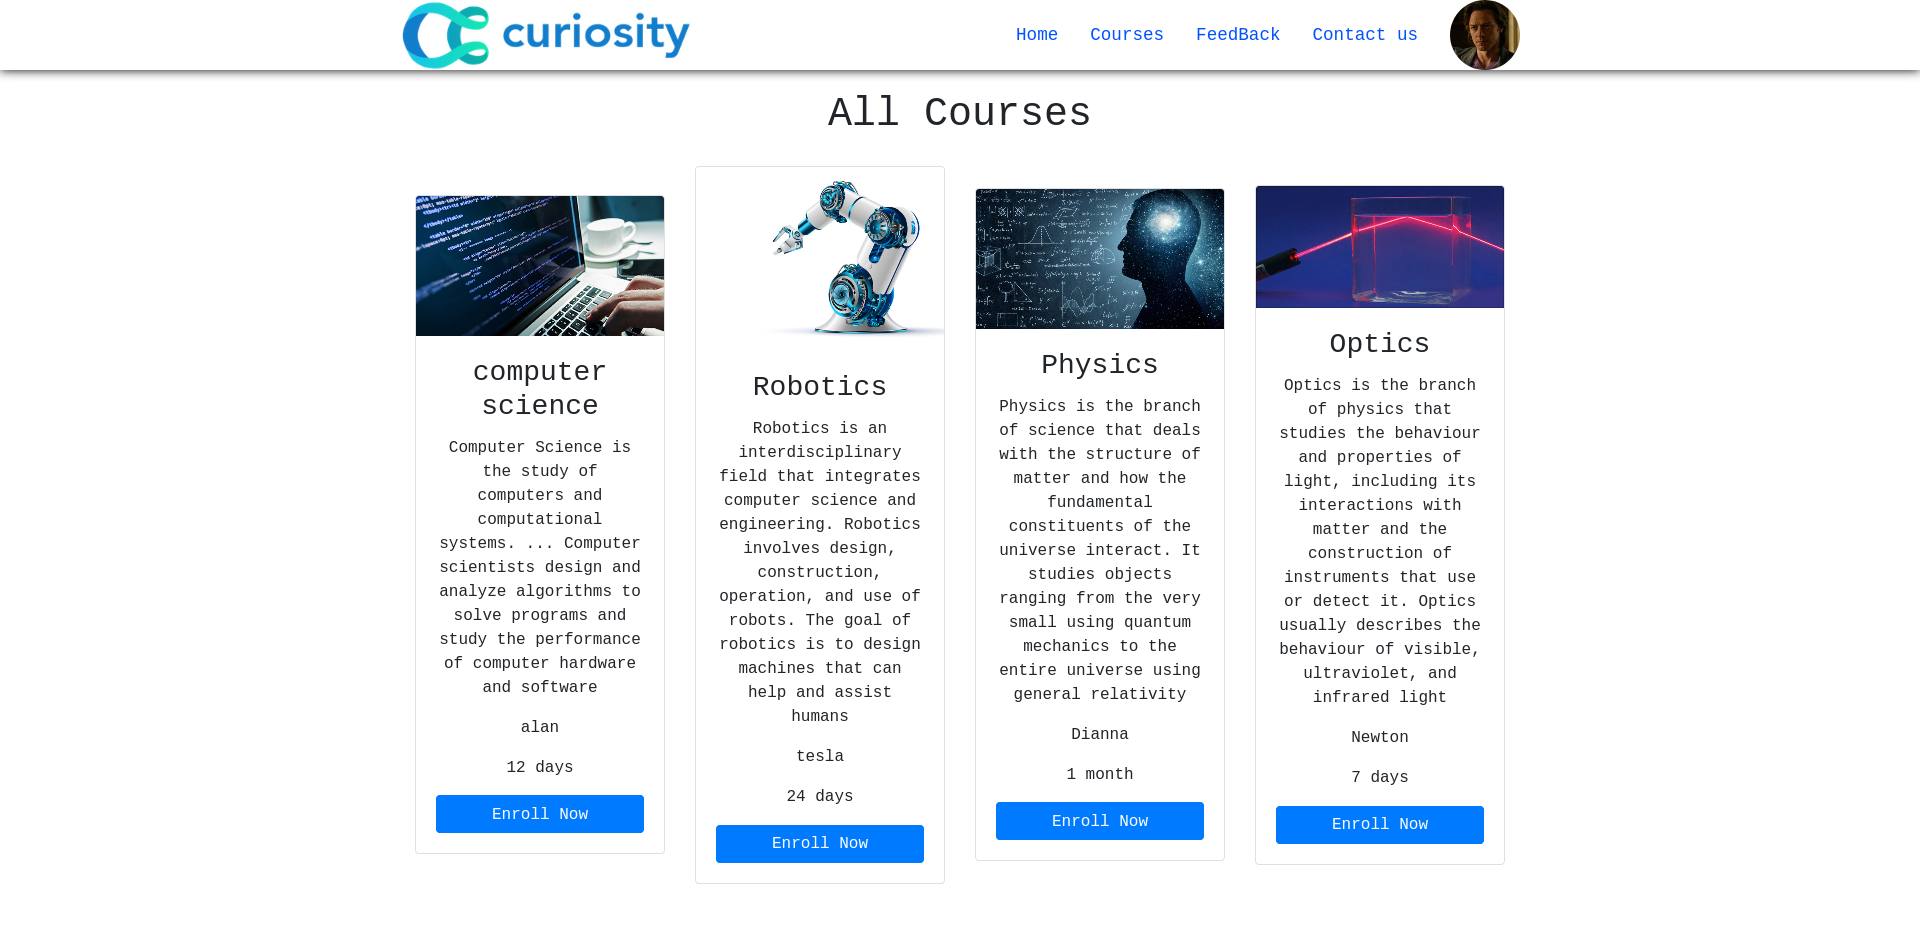 curiosity
Home
Courses
FeedBack
Contact us
All Courses
computer
science
Computer Science is
the study of
computers and
computational
systems. ... Computer
scientists design and
analyze algorithms to
solve programs and
study the performance
of computer hardware
and software
alan
12 days
Enroll Now
Robotics
Robotics is an
interdisciplinary
field that integrates
computer science and
engineering. Robotics
involves design,
construction,
operation, and use of
robots. The goal of
robotics is to design
machines that can
help and assist
humans
tesla
24 days
Enroll Now
Physics
Physics is the branch
of science that deals
with the structure of
matter and how the
fundamental
constituents of the
universe interact. It
studies objects
ranging from the very
small using quantum
mechanics to the
entire universe using
general relativity
Dianna
1 month
Enroll Now
Optics
Optics is the branch
of physics that
studies the behaviour
and properties of
light, including its
interactions with
matter and the
construction of
instruments that use
or detect it. Optics
usually describes the
behaviour of visible,
ultraviolet, and
infrared light
Newton
7 days
Enroll Now